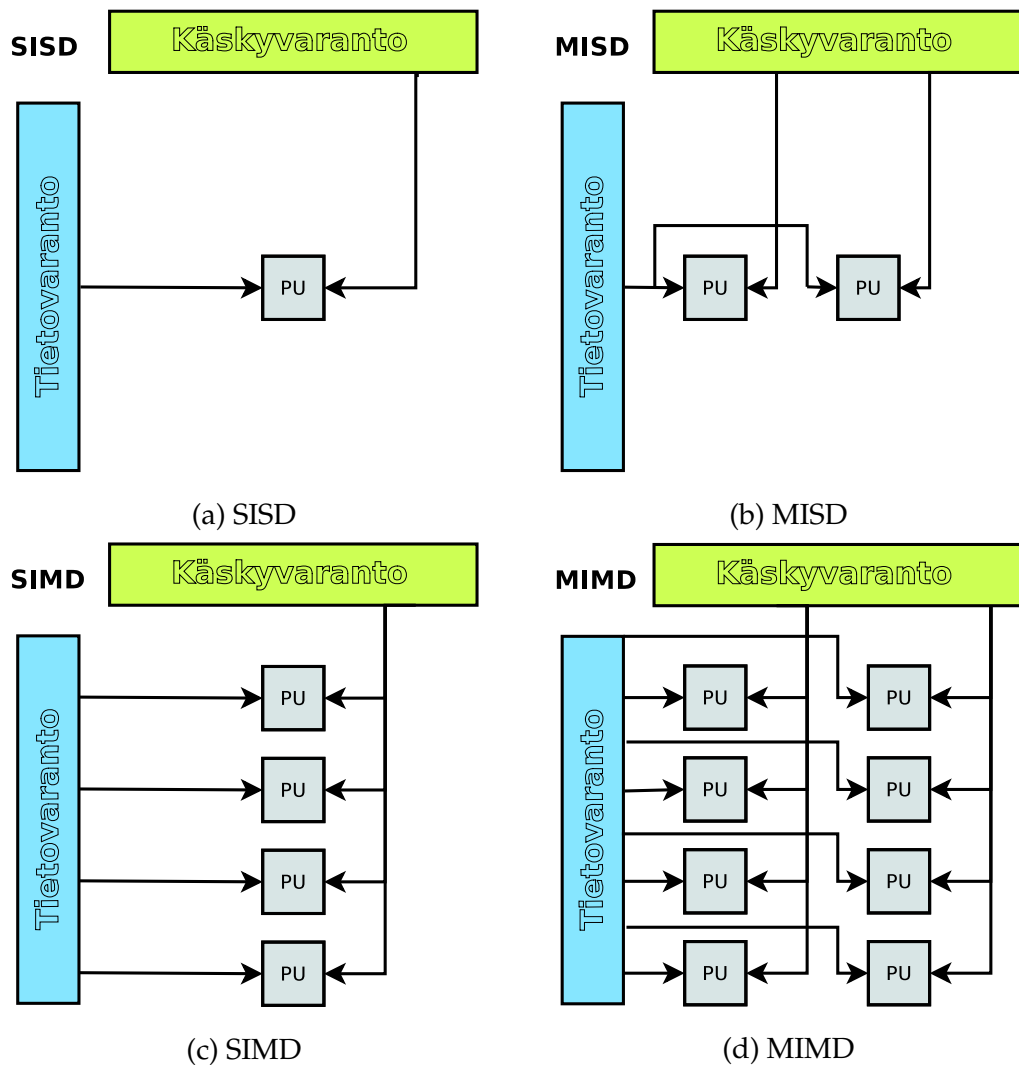 SISD
Käskyvaranto
Tietovaranto
PU
(a) SISD
MISD
Käskyvaranto
Tietovaranto
PU
PU
(b) MISD
SIMD
Käskyvaranto
Tietovaranto
PU
PU
PU
PU
(c) SIMD
MIMD
Käskyvaranto
Tietovaranto
PU
PU
PU
PU
PU
PU
PU
PU
(d) MIMD